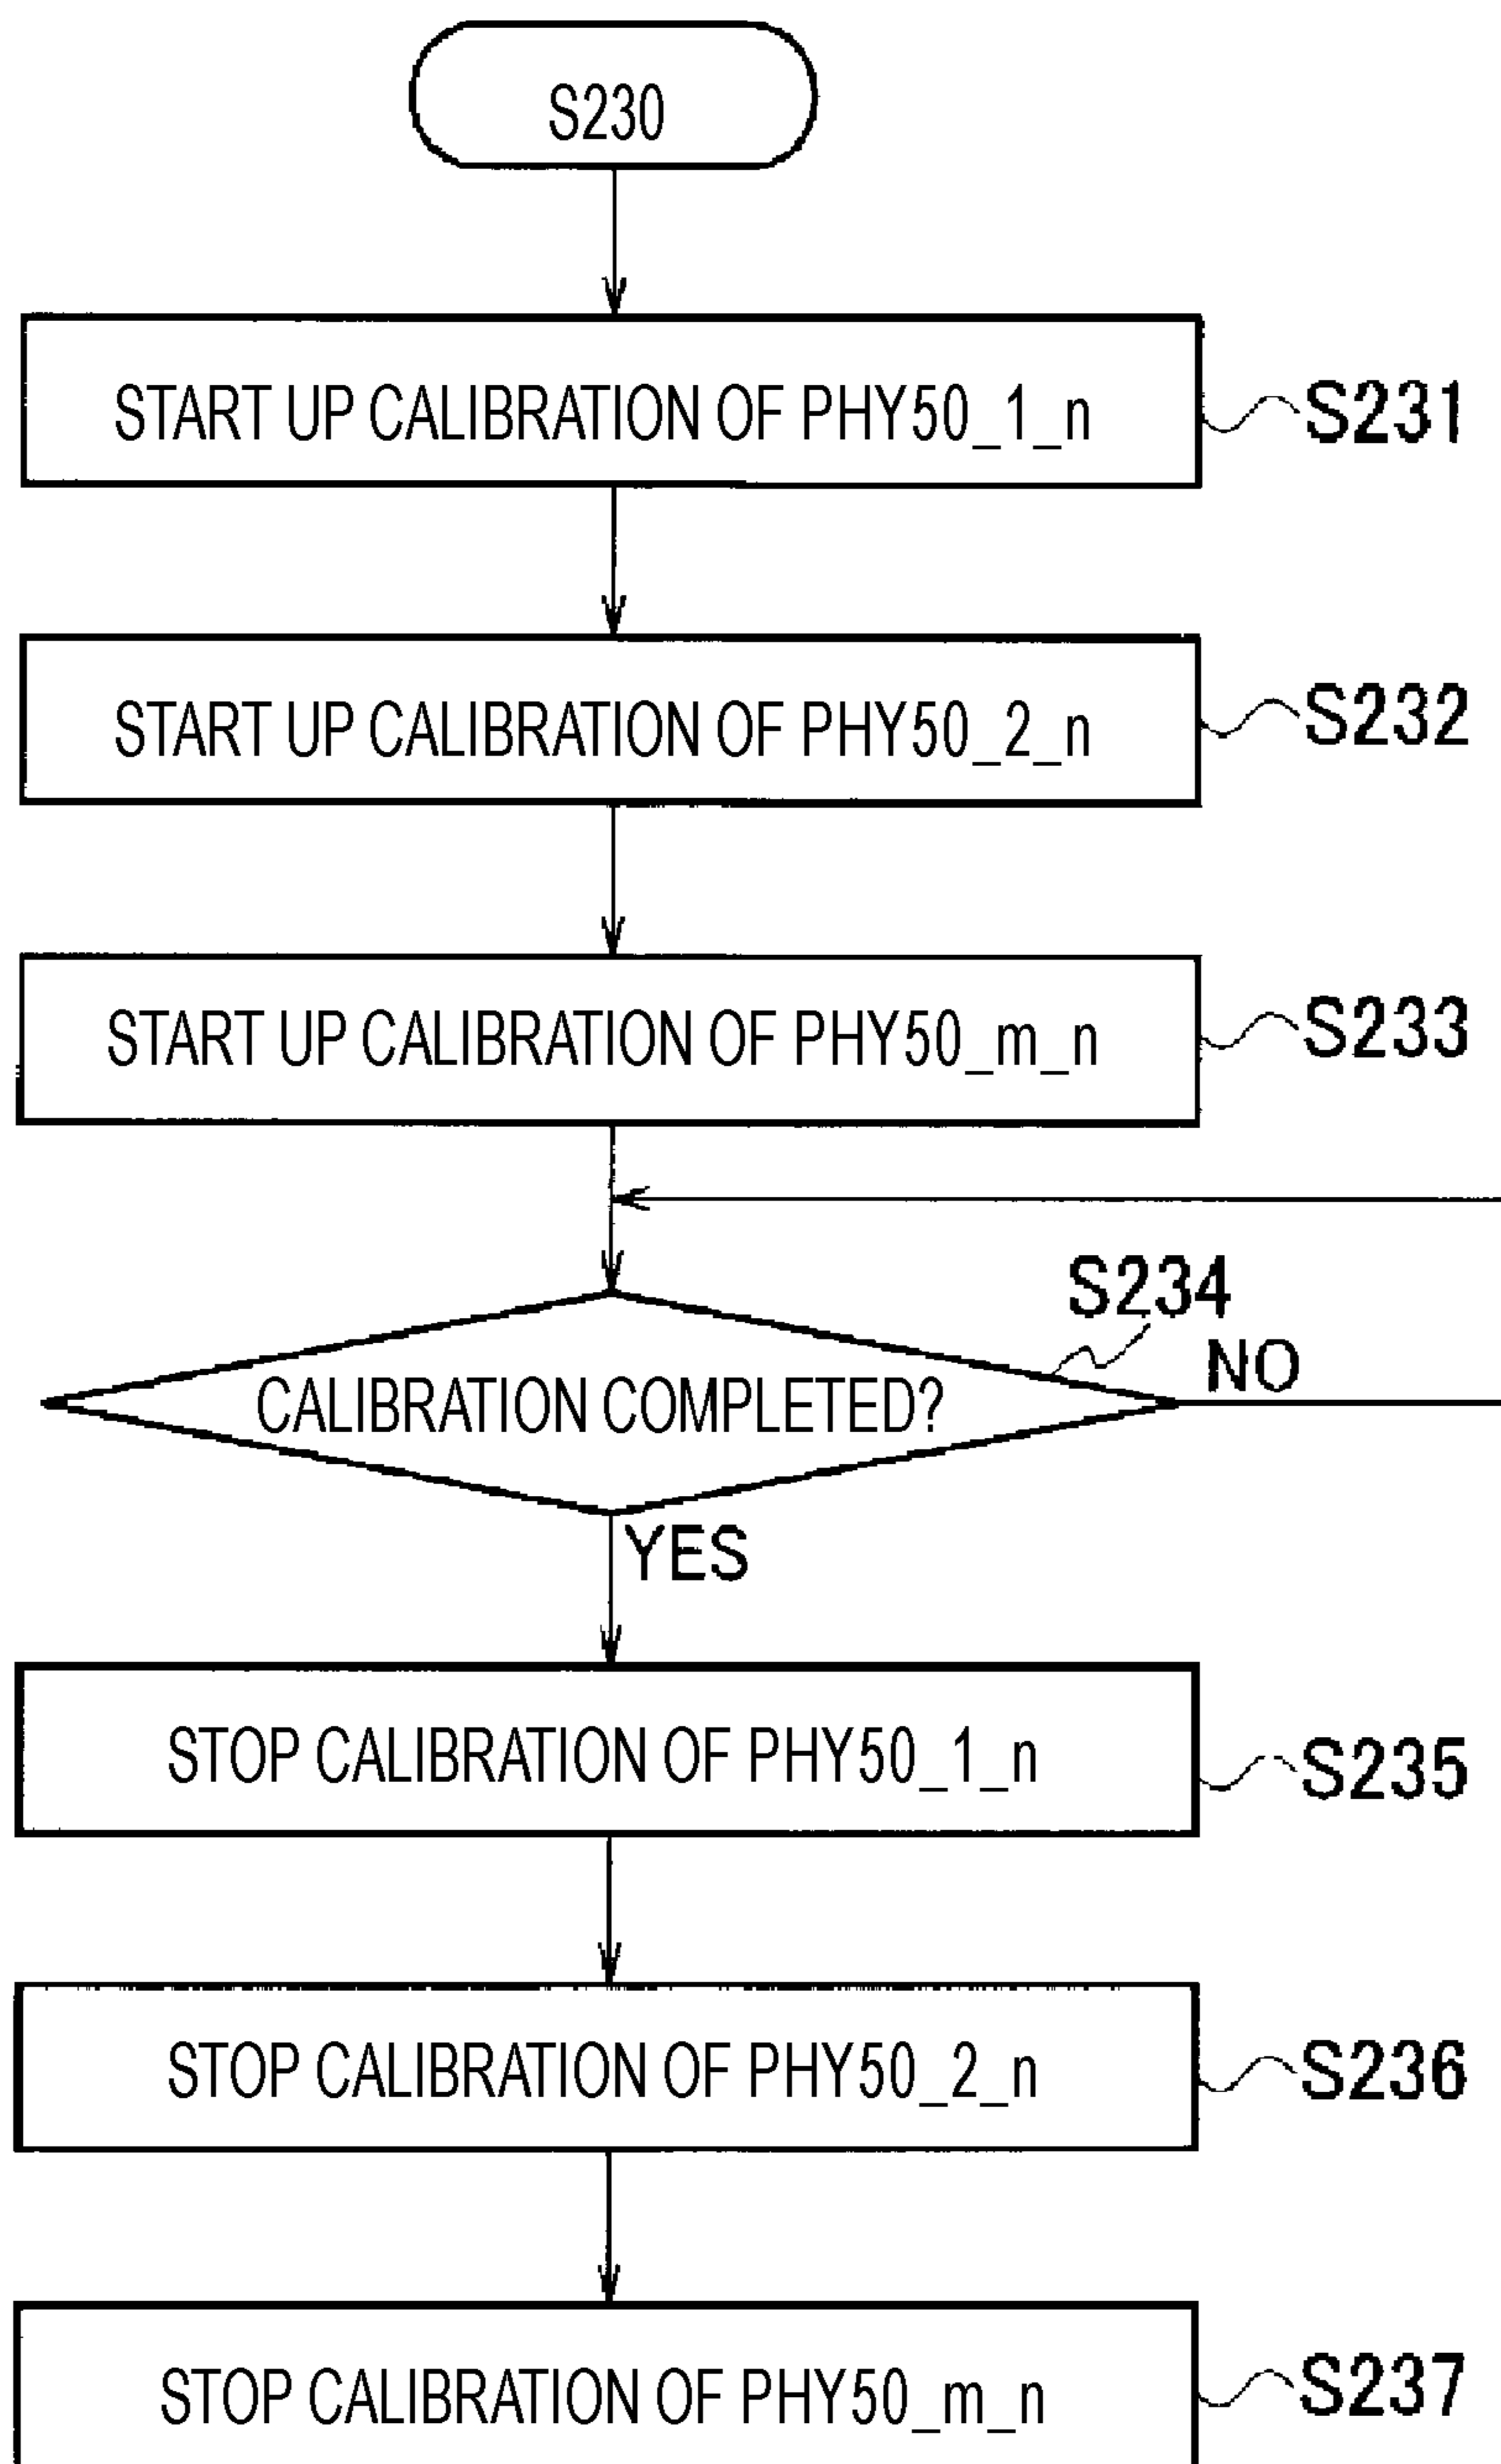 S230
START UP CALIBRATION OF PHY50_1_n
S231
START UP CALIBRATION OF PHY50_2_n
S232
START UP CALIBRATION OF PHY50_m_n
S233
S234
NO
CALIBRATION COMPLETED?
YES
STOP CALIBRATION OF PHY50_1_n
S235
STOP CALIBRATION OF PHY50_2_n
S236
STOP CALIBRATION OF PHY50_m_n
S237